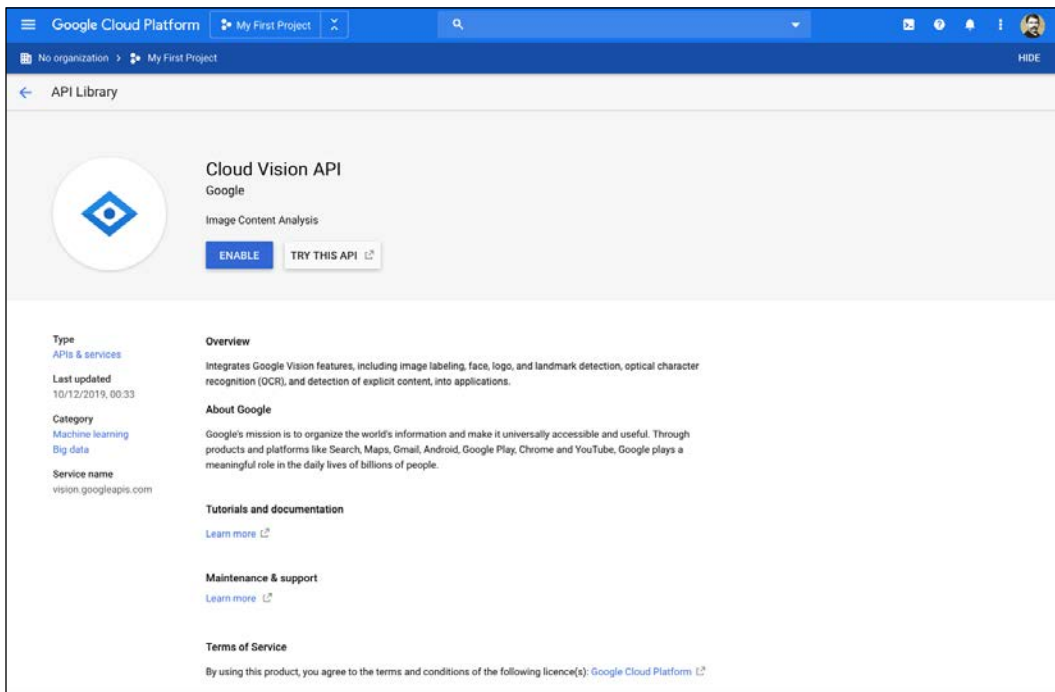 Google Cloud Platform My First Project
No organization > My First Project HIDE
API Library
Cloud Vision API
Google
Image Content Analysis
ENABLE TRY THIS API
Type
APIs & services
Last updated
10/12/2019, 00:33
Category
Machine learning
Big data
Service name
vision.googleapis.com
Overview
Integrates Google Vision features, including image labeling, face, logo, and landmark detection, optical character
recognition (OCR), and detection of explicit content, into applications.
About Google
Google's mission is to organize the world's information and make it universally accessible and useful. Through
products and platforms like Search, Maps, Gmail, Android, Google Play, Chrome and YouTube, Google plays a
meaningful role in the daily lives of billions of people.
Tutorials and documentation
Learn more
Maintenance & support
Learn more
Terms of Service
By using this product, you agree to the terms and conditions of the following licence(s): Google Cloud Platform